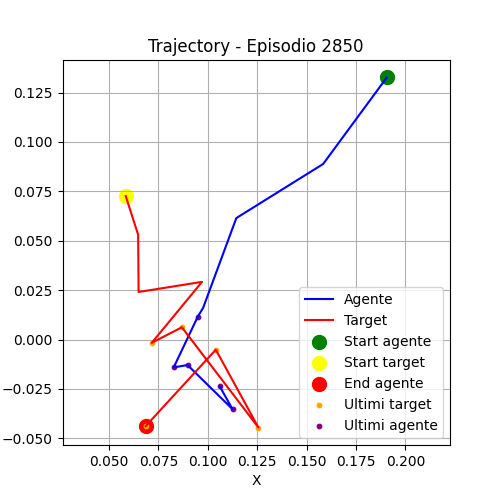 Trajectory - Episodio 2850
0.125
0.100
0.075
0.050
0.025
0.000
−0.025
−0.050
Agente
Target
Start agente
Start target
End agente
Ultimi target
Ultimi agente
0.050 0.075 0.100 0.125 0.150 0.175 0.200
X